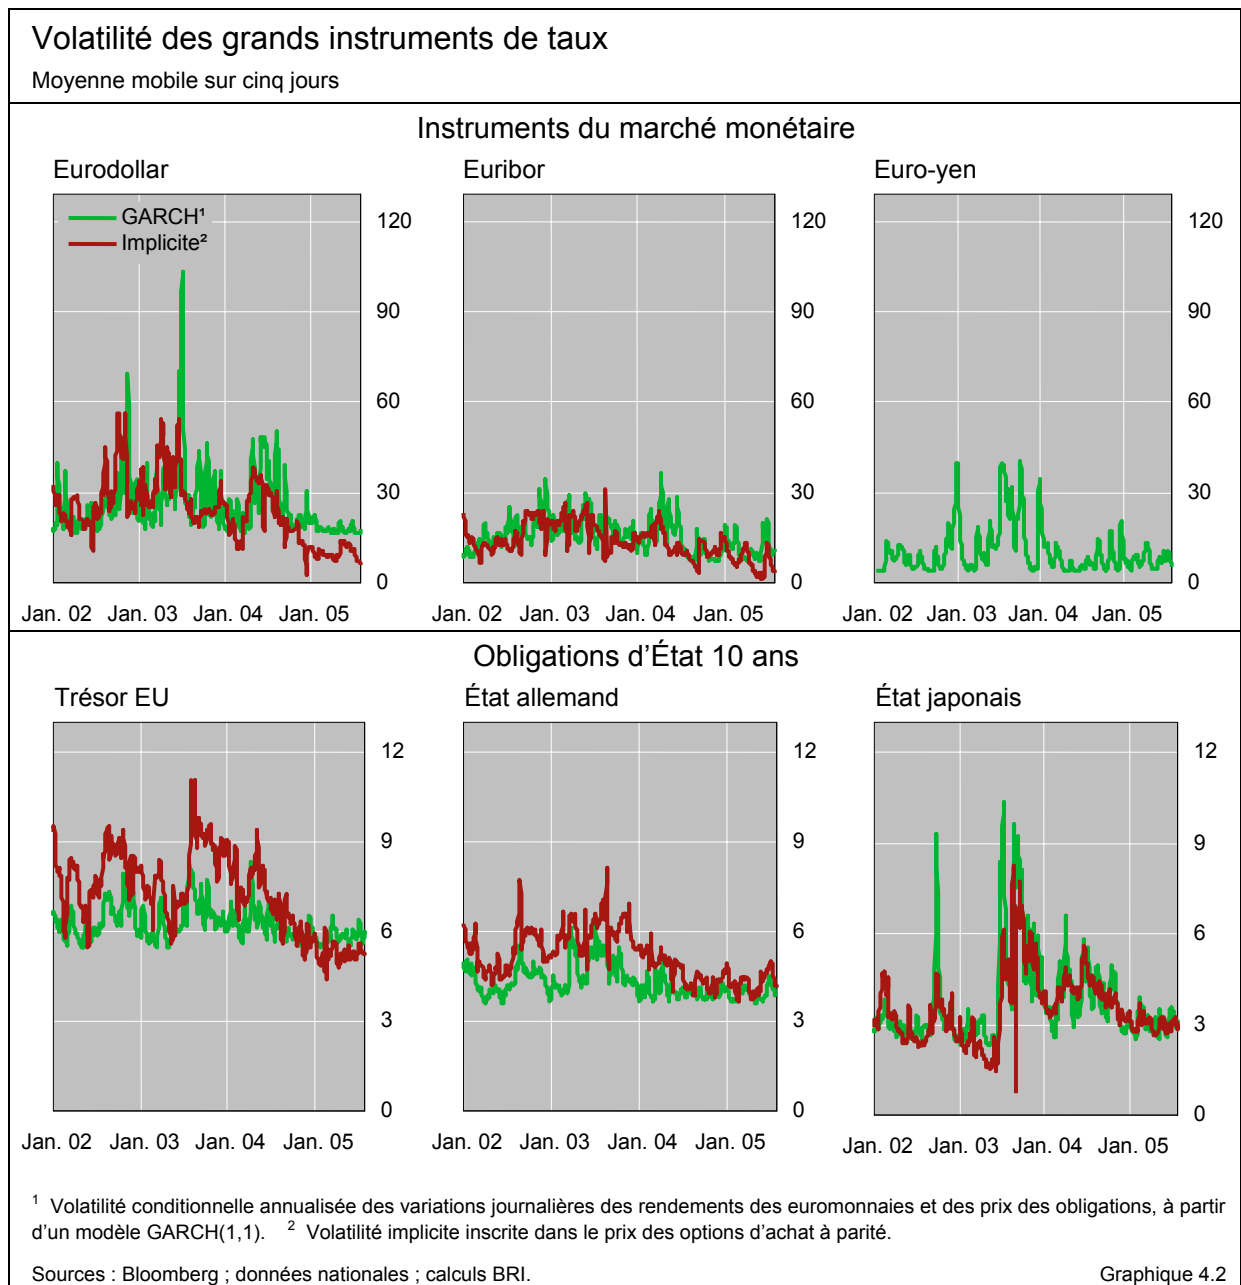 Volatilité des grands instruments de taux
Moyenne mobile sur cinq jours
Instruments du marché monétaire
Eurodollar
Euribor
Euro-yen
GARCH¹
Implicite²
120
90
60
30
0
120
90
60
30
0
120
90
60
30
0
Jan. 02 Jan. 03 Jan. 04 Jan. 05
Jan. 02 Jan. 03 Jan. 04 Jan. 05
Jan. 02 Jan. 03 Jan. 04 Jan. 05
Obligations d’État 10 ans
Trésor EU
État allemand
État japonais
12
9
6
3
0
12
9
6
3
0
12
9
6
3
0
Jan. 02 Jan. 03 Jan. 04 Jan. 05
Jan. 02 Jan. 03 Jan. 04 Jan. 05
Jan. 02 Jan. 03 Jan. 04 Jan. 05
¹ Volatilité conditionnelle annualisée des variations journalières des rendements des euromonnaies et des prix des obligations, à partir
d’un modèle GARCH(1,1). ² Volatilité implicite inscrite dans le prix des options d’achat à parité.
Sources : Bloomberg ; données nationales ; calculs BRI.
Graphique 4.2